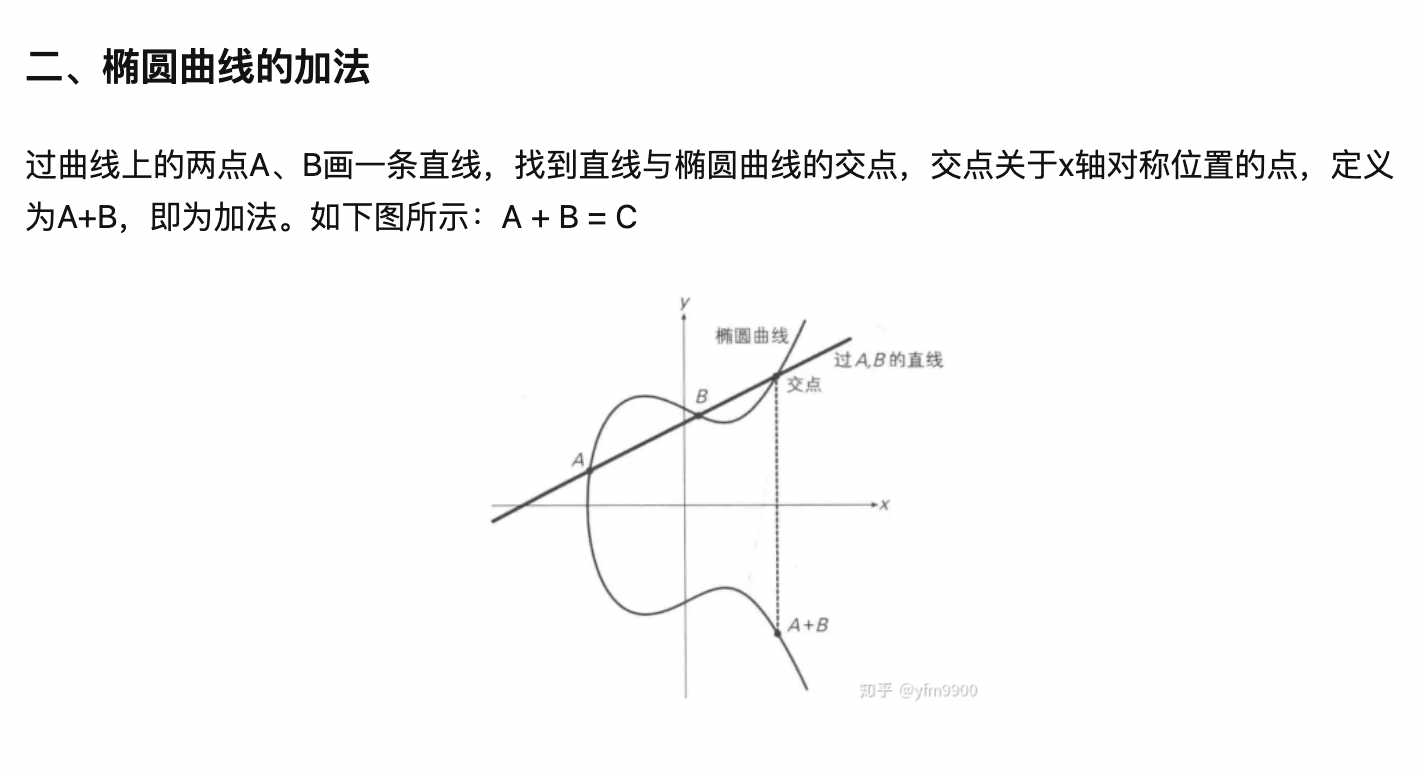 二、椭圆曲线的加法
过曲线上的两点A、B画一条直线，找到直线与椭圆曲线的交点，交点关于x轴对称位置的点，定义
为A+B，即为加法。如下图所示：A + B = C
y
椭圆曲线
过A,B的直线
交点
B
A
x
A+B
知乎 @yfm9900